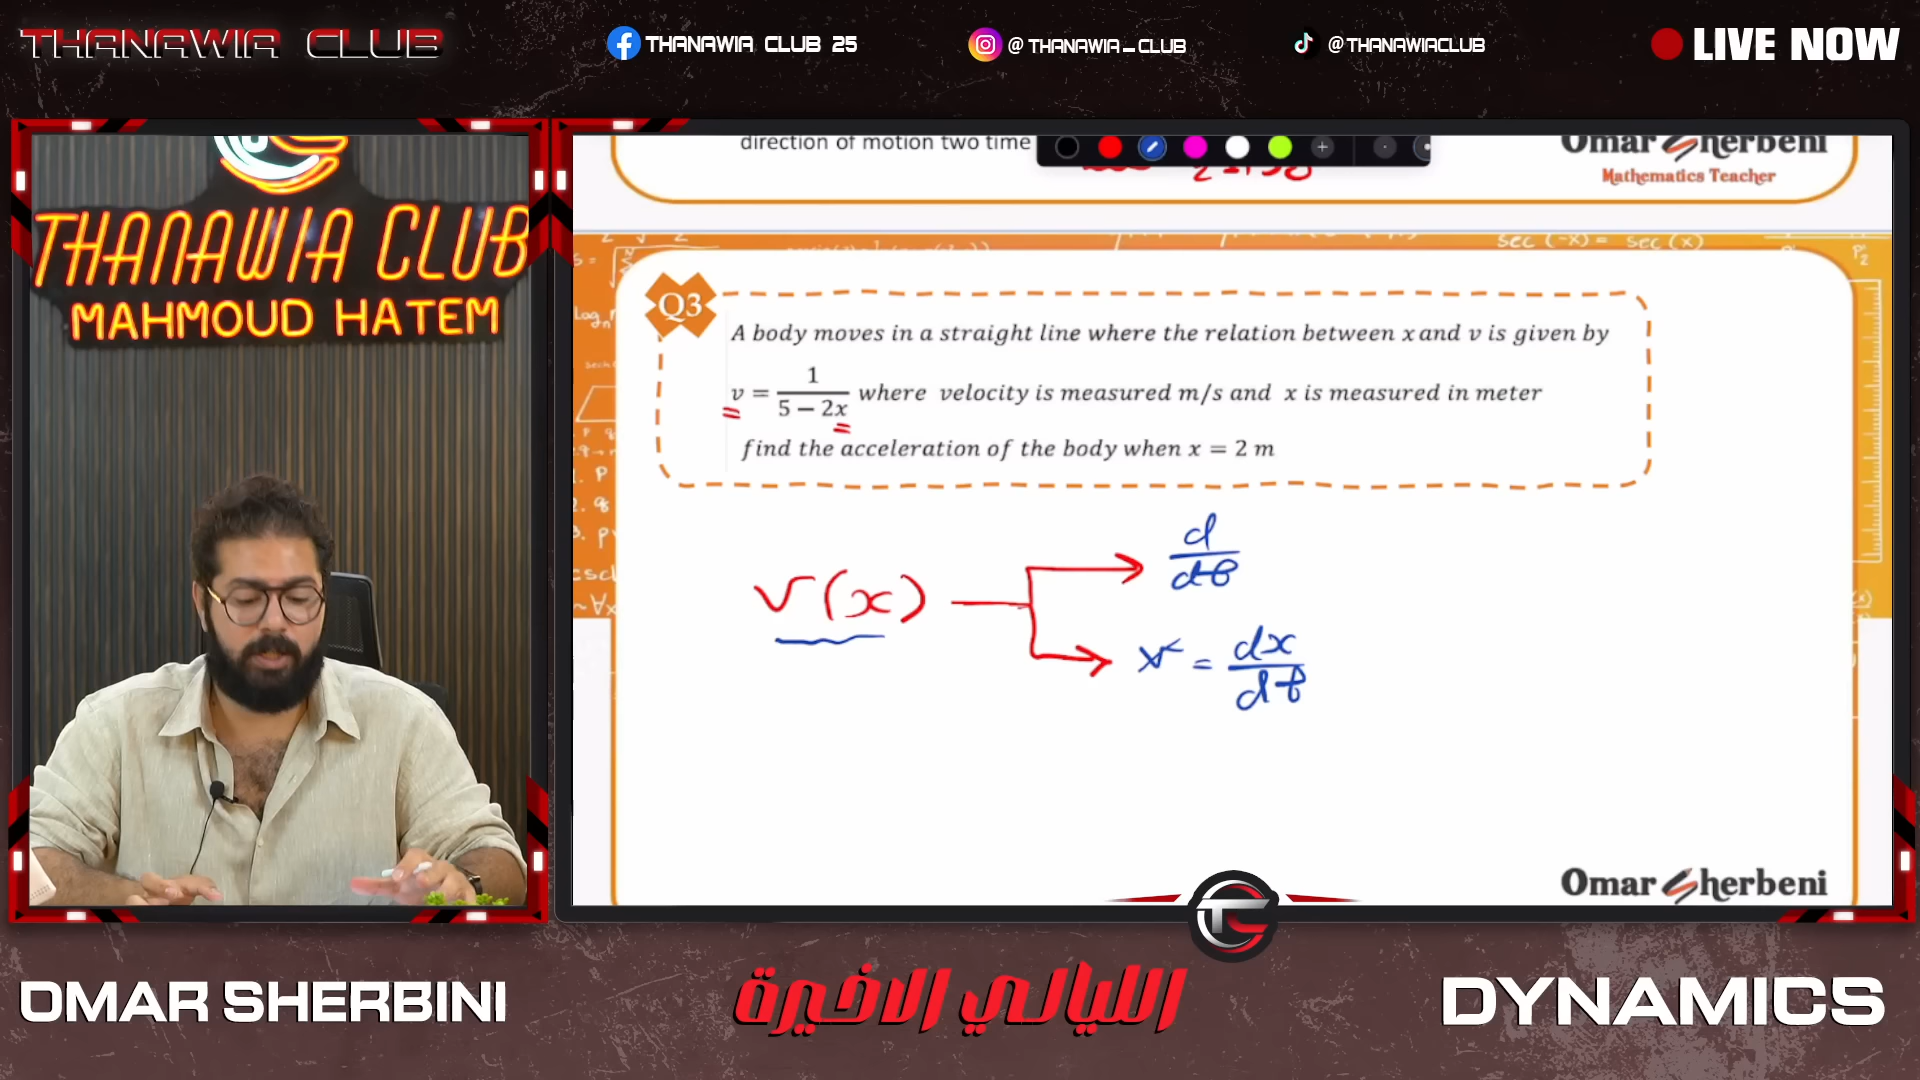 THANAWIA CLUB
THANAWIA CLUB 25
@ THANAWIA_CLUB
@THANAWIACLUB
LIVE NOW
THANAWIA CLUB
MAHMOUD HATEM
direction of motion two time
Omar Sherbeni
Mathematics Teacher
sec (-x) = sec (x)
Q3
A body moves in a straight line where the relation between x and v is given by
v = 1 / (5 − 2x) where velocity is measured m/s and x is measured in meter
find the acceleration of the body when x = 2 m
d/dt
v(x)
v = dx/dt
Omar Sherbeni
TC
OMAR SHERBINI
الليالي الاخيرة
DYNAMICS